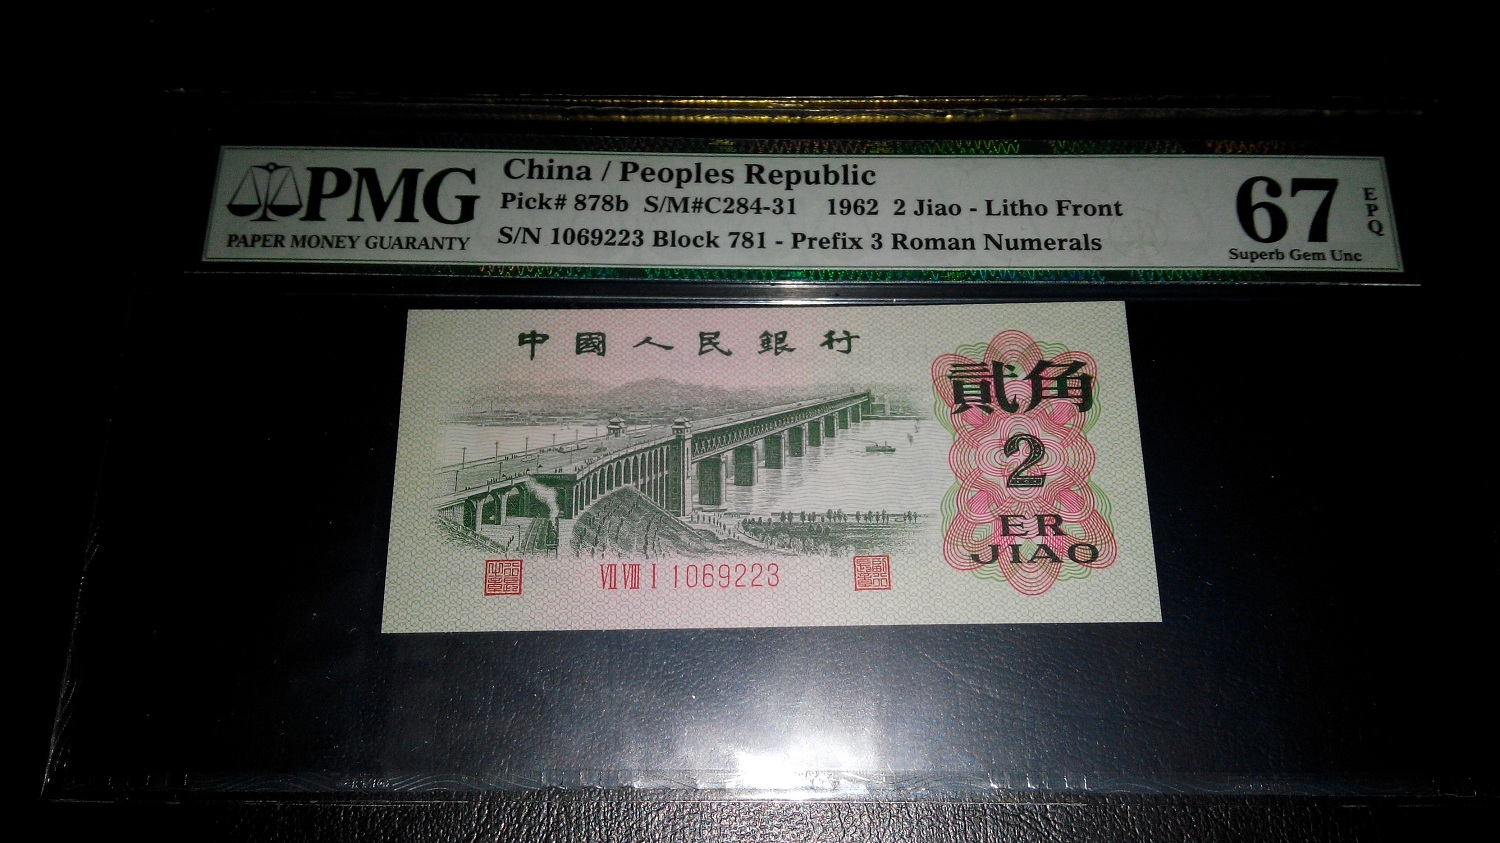 PMG
PAPER MONEY GUARANTY
China / Peoples Republic
Pick# 878b S/M#C284-31 1962 2 Jiao - Litho Front
S/N 1069223 Block 781 - Prefix 3 Roman Numerals
67
EPQ
Superb Gem Unc
中國人民銀行
貳角
2
ER
JIAO
VII VIII I 1069223